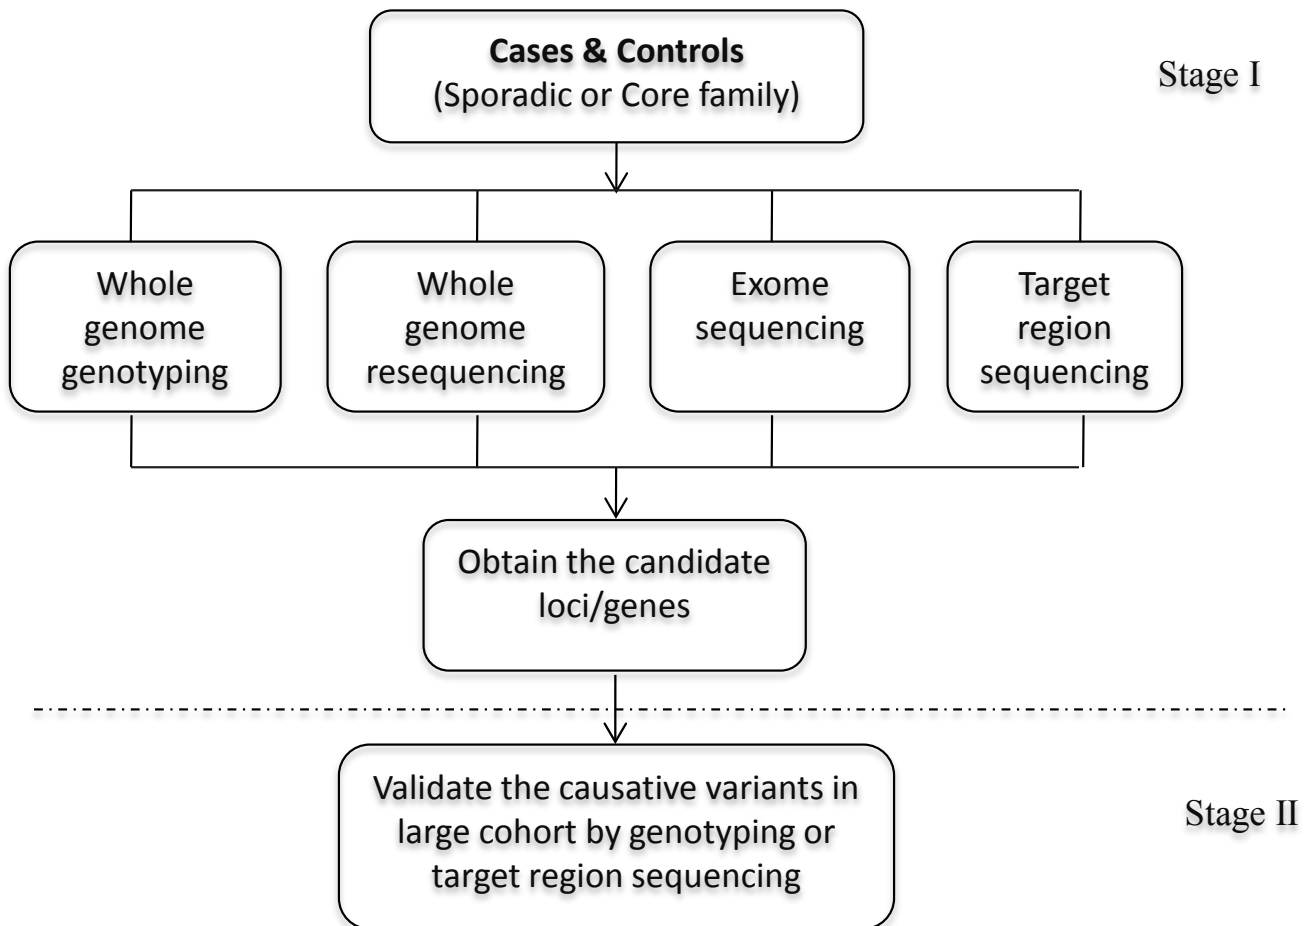 Cases & Controls
(Sporadic or Core family)
Stage I
Whole
genome
genotyping
Whole
genome
resequencing
Exome
sequencing
Target
region
sequencing
Obtain the candidate
loci/genes
Validate the causative variants in
large cohort by genotyping or
target region sequencing
Stage II